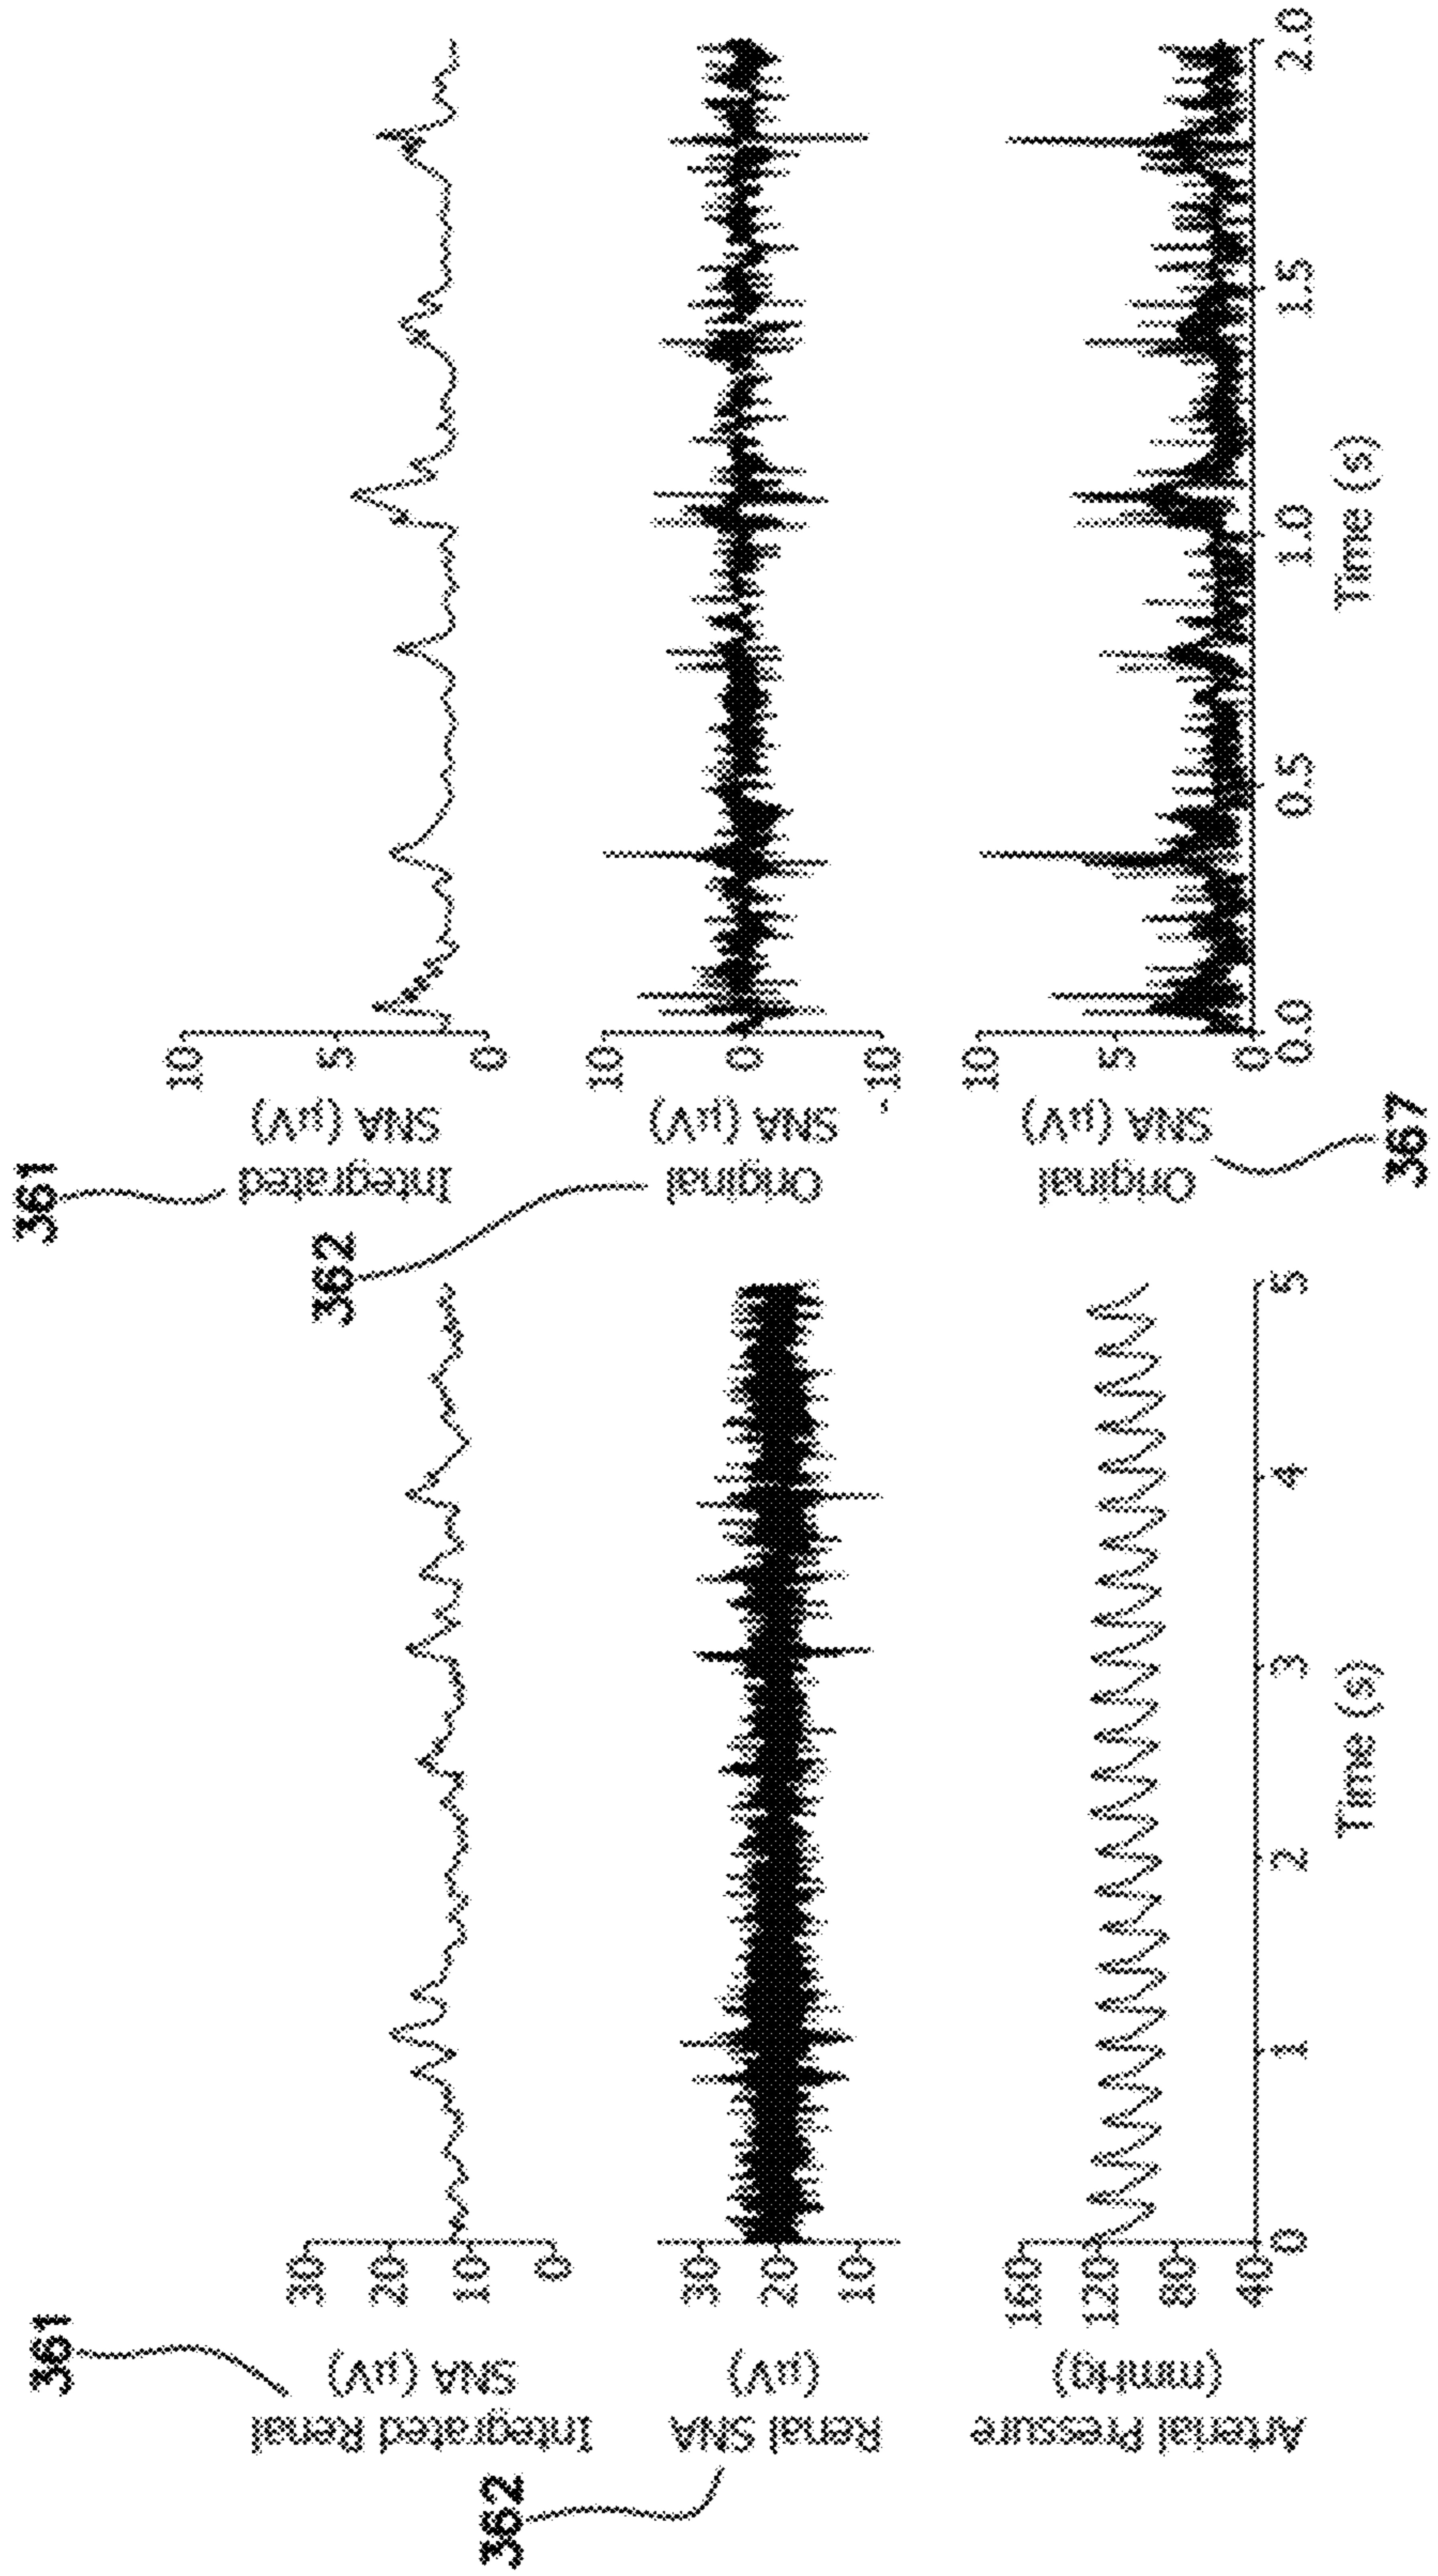 361
Integrated Renal
SNA (µV)
30
20
10
0
362
Renal SNA
(µV)
30
20
10
Arterial Pressure
(mmHg)
160
120
80
40
0
1
2
3
4
5
Time (s)
361
Integrated
SNA (µV)
10
5
0
362
Original
SNA (µV)
10
0
-10
367
Original
SNA (µV)
10
5
0
0.0
0.5
1.0
1.5
2.0
Time (s)